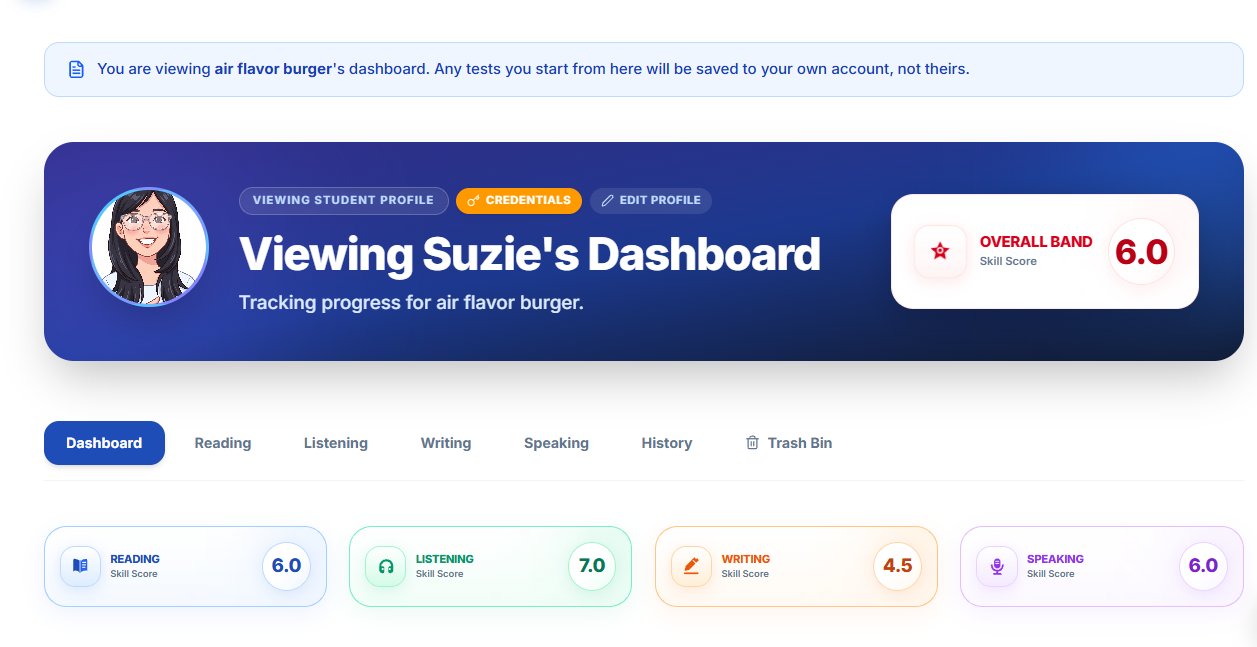 You are viewing air flavor burger's dashboard. Any tests you start from here will be saved to your own account, not theirs.
VIEWING STUDENT PROFILE
CREDENTIALS
EDIT PROFILE
Viewing Suzie's Dashboard
Tracking progress for air flavor burger.
OVERALL BAND
Skill Score
6.0
Dashboard
Reading
Listening
Writing
Speaking
History
Trash Bin
READING
Skill Score
6.0
LISTENING
Skill Score
7.0
WRITING
Skill Score
4.5
SPEAKING
Skill Score
6.0